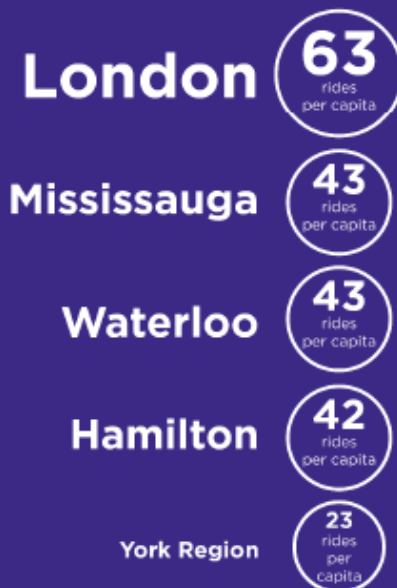 London
63
rides
per capita
Mississauga
43
rides
per capita
Waterloo
43
rides
per capita
Hamilton
42
rides
per capita
York Region
23
rides
per
capita